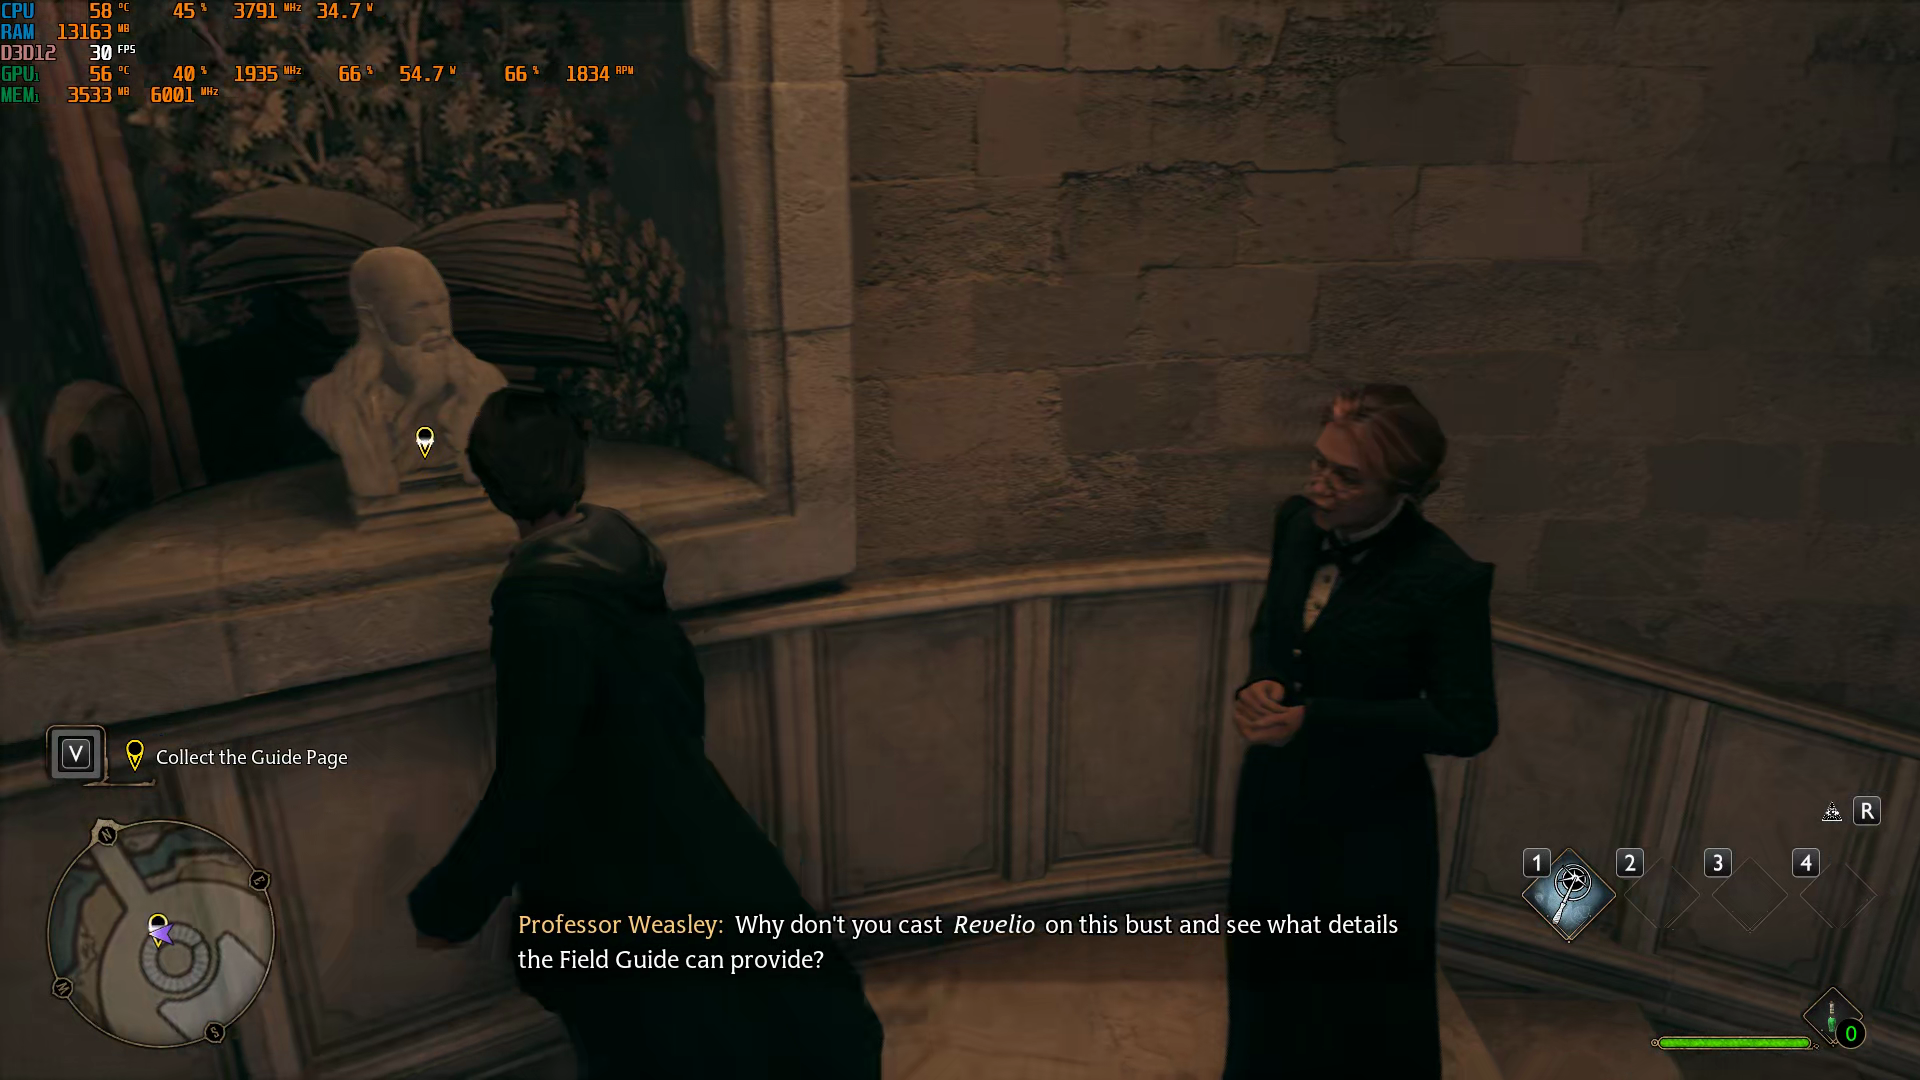 CPU 58 °C 45 % 3791 MHz 34.7 W
RAM 13163 MB
D3D12 30 FPS
GPU1 56 °C 40 % 1935 MHz 66 % 54.7 W 66 % 1834 RPM
MEM1 3533 MB 6001 MHz
V Collect the Guide Page
N
E
W
S
R
1 2 3 4
Professor Weasley: Why don't you cast Revelio on this bust and see what details
the Field Guide can provide?
0